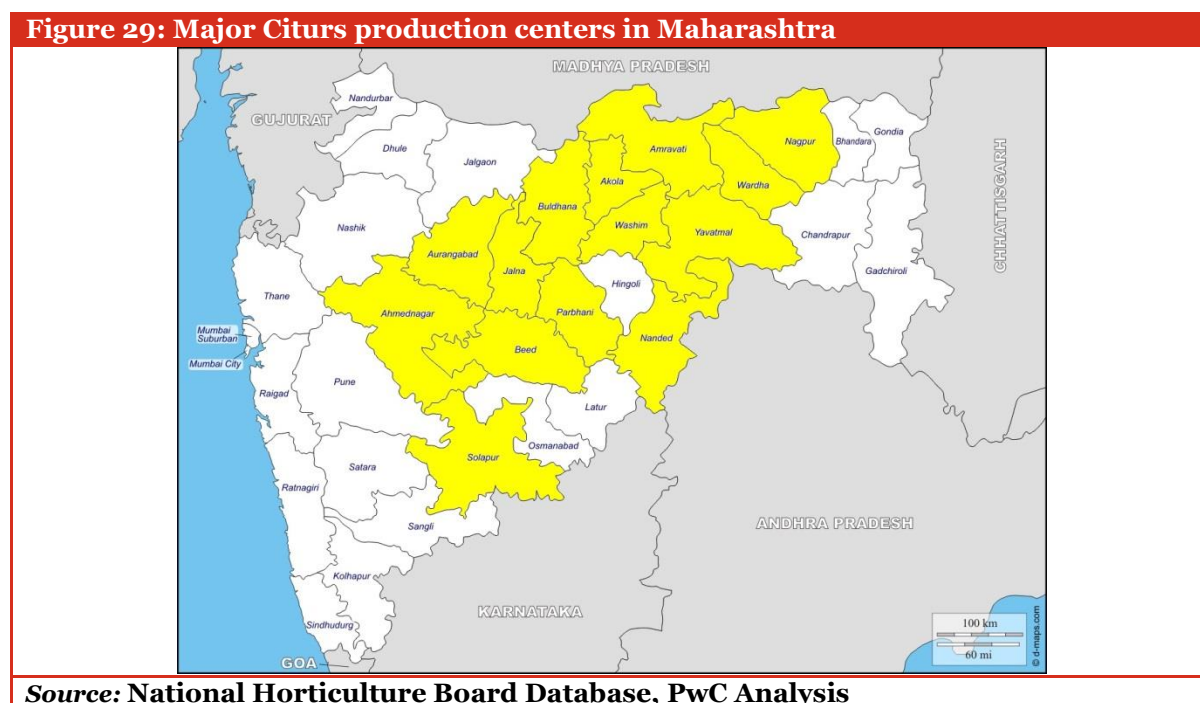 Figure 29: Major Citurs production centers in Maharashtra
MADHYA PRADESH
Nandurbar
GUJURAT
Dhule
Jalgaon
Amravati
Nagpur
Bhandara
Gondia
Akola
Wardha
Buldhana
Washim
Yavatmal
Chandrapur
CHHATTISGARH
Nashik
Aurangabad
Jalna
Hingoli
Gadchiroli
Thane
Ahmednagar
Parbhani
Nanded
Mumbai
Suburban
Mumbai City
Beed
Pune
Raigad
Latur
Osmanabad
Solapur
Satara
Ratnagiri
Sangli
ANDHRA PRADESH
Kolhapur
KARNATAKA
Sindhudurg
GOA
100 km
60 mi
© d-maps.com
Source: National Horticulture Board Database, PwC Analysis